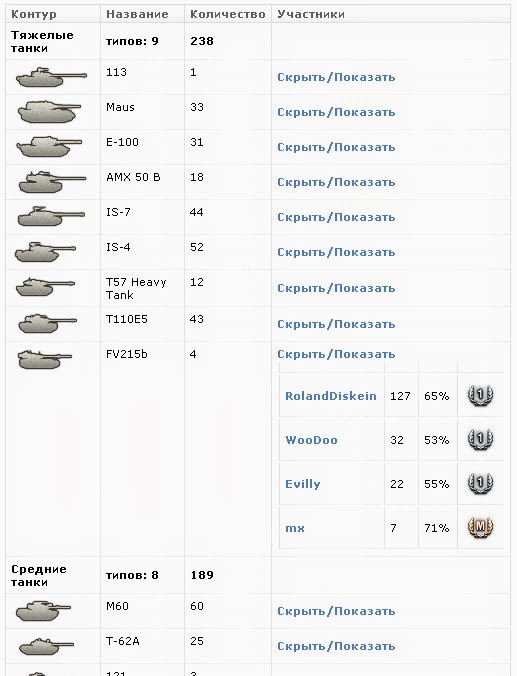 Контур Название Количество Участники
Тяжелые типов: 9 238
танки
113 1 Скрыть/Показать
Maus 33 Скрыть/Показать
E-100 31 Скрыть/Показать
AMX 50 B 18 Скрыть/Показать
IS-7 44 Скрыть/Показать
IS-4 52 Скрыть/Показать
T57 Heavy 12 Скрыть/Показать
Tank
T110E5 43 Скрыть/Показать
FV215b 4 Скрыть/Показать
RolandDiskein 127 65% 1
WooDoo 32 53% 1
Evilly 22 55% 1
mx 7 71% M
Средние типов: 8 189
танки
M60 60 Скрыть/Показать
T-62A 25 Скрыть/Показать
121 3